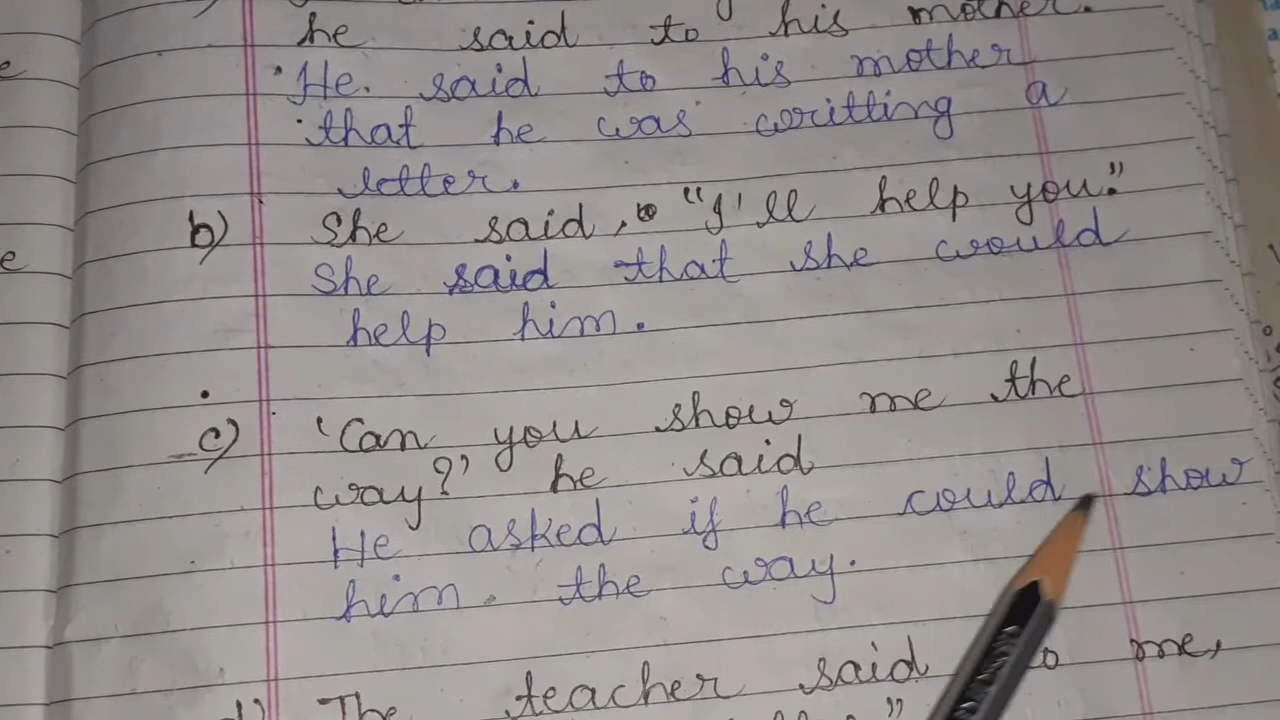 he said to his mother.
He. said to his mother
that he was writting a
letter.
b) She said, "I'll help you."
She said that she would
help him.
c) 'Can you show me the
way?' he said
He asked if he could show
him. the way.
d) The teacher said to me,